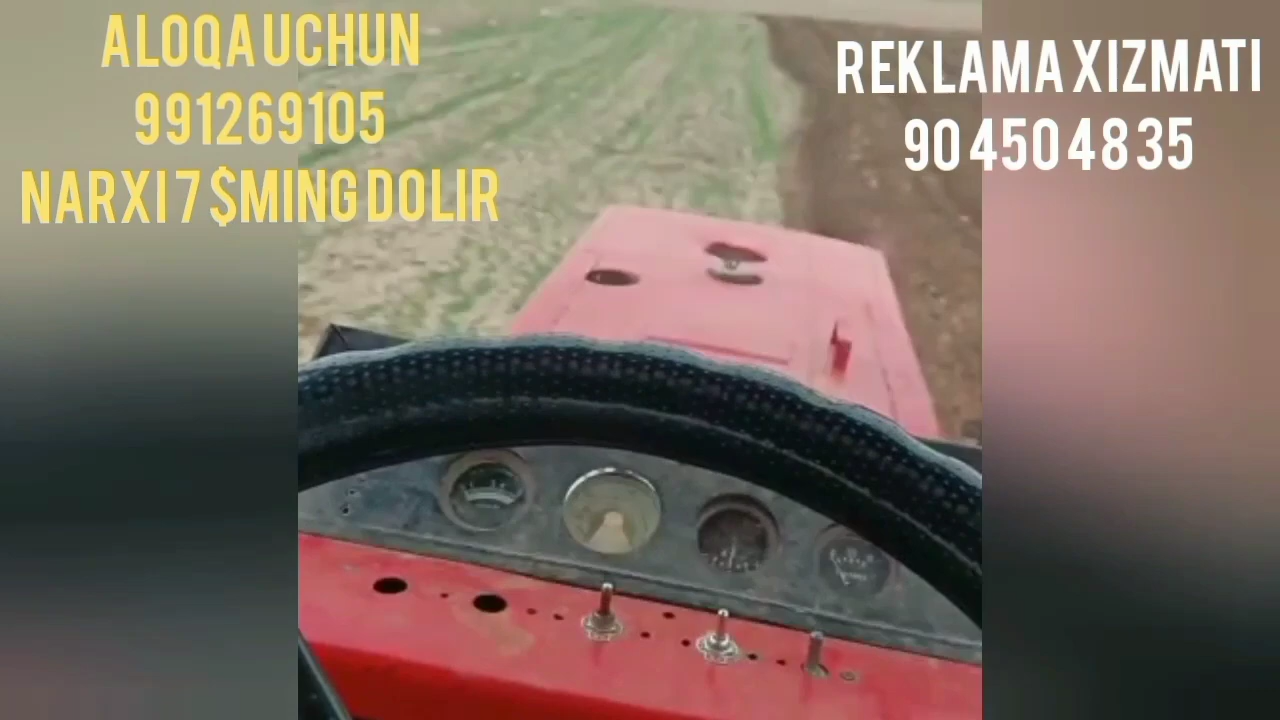 ALOQA UCHUN
991269105
NARXI 7 $MING DOLIR
REKLAMA XIZMATI
90 450 48 35